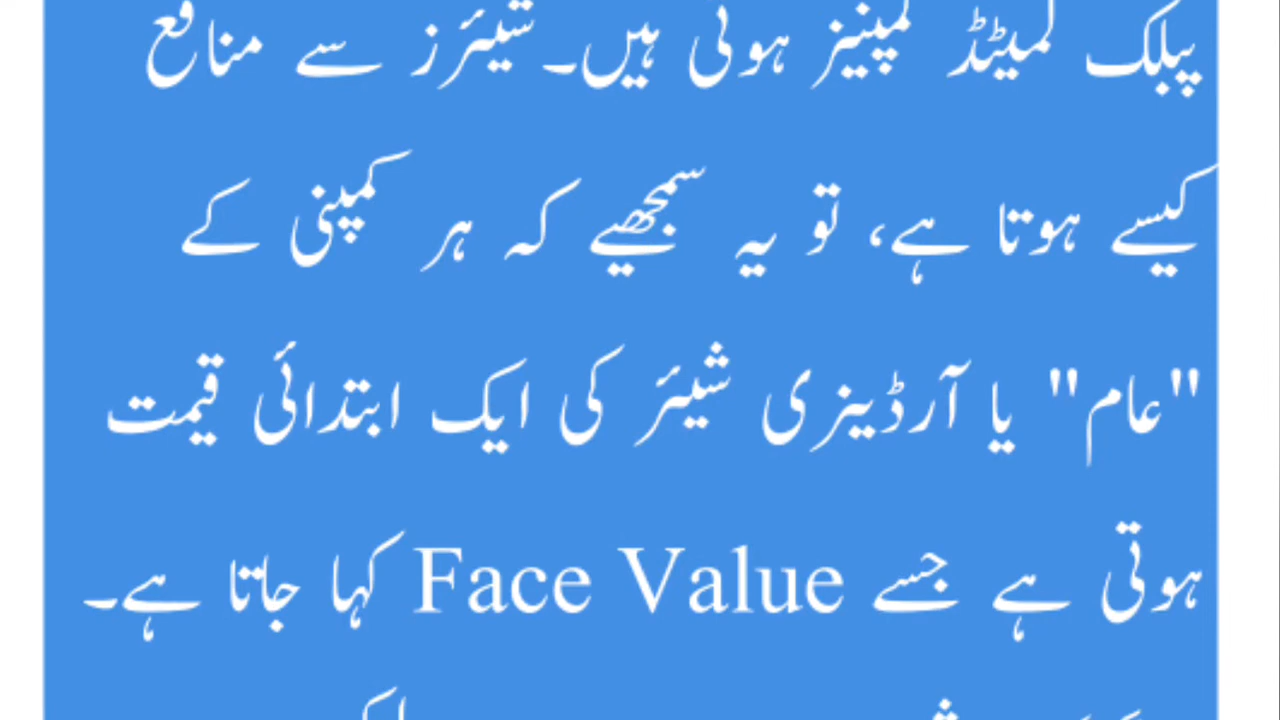 پبلک لمیٹڈ کمپنیز ہوتی ہیں۔ شیئرز سے منافع
کیسے ہوتا ہے، تو یہ سمجھیے کہ ہر کمپنی کے
"عام" یا آرڈینری شیئر کی ایک ابتدائی قیمت
ہوتی ہے جسے Face Value کہا جاتا ہے۔